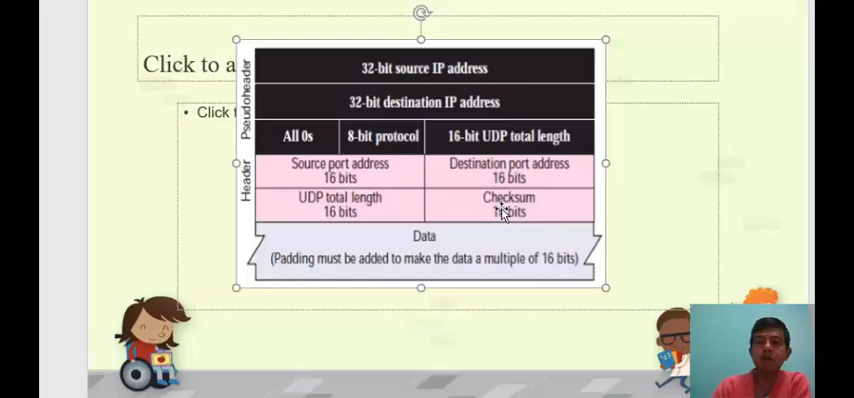 Click to a
• Click t
Pseudoheader
32-bit source IP address
32-bit destination IP address
All 0s 8-bit protocol 16-bit UDP total length
Header
Source port address Destination port address
16 bits 16 bits
UDP total length Checksum
16 bits bits
Data
(Padding must be added to make the data a multiple of 16 bits)